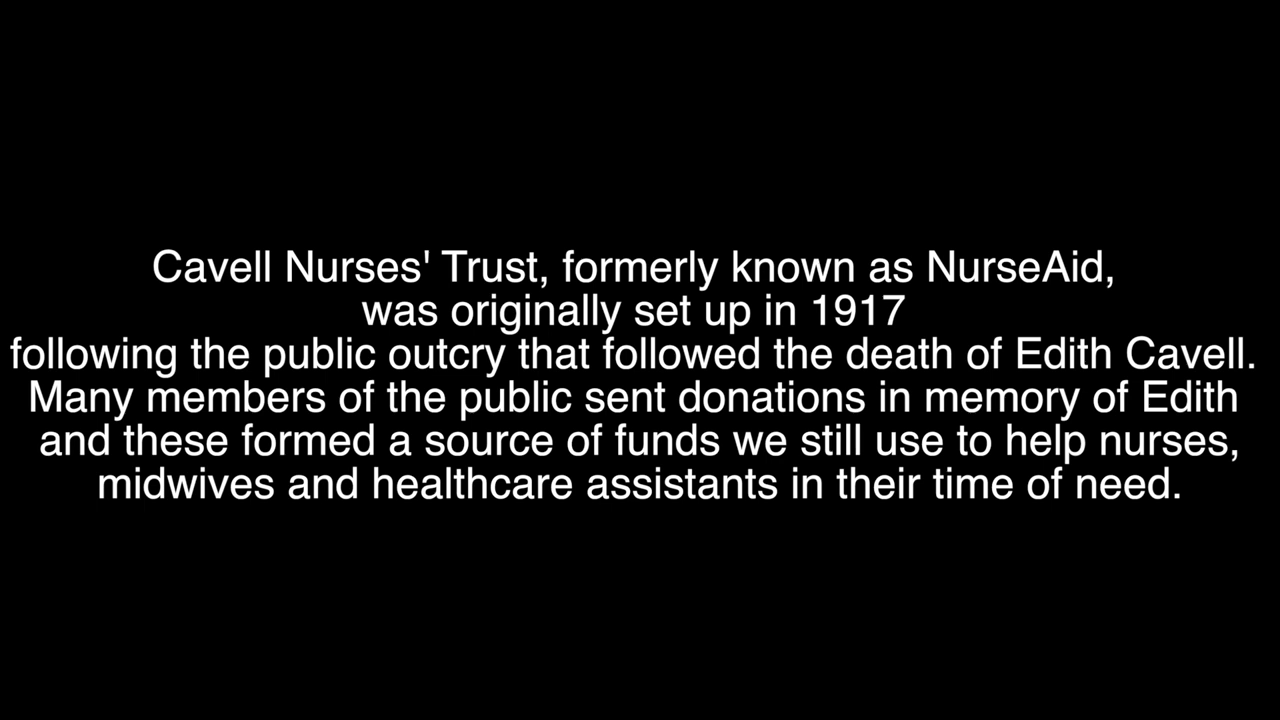 Cavell Nurses' Trust, formerly known as NurseAid,
was originally set up in 1917
following the public outcry that followed the death of Edith Cavell.
Many members of the public sent donations in memory of Edith
and these formed a source of funds we still use to help nurses,
midwives and healthcare assistants in their time of need.